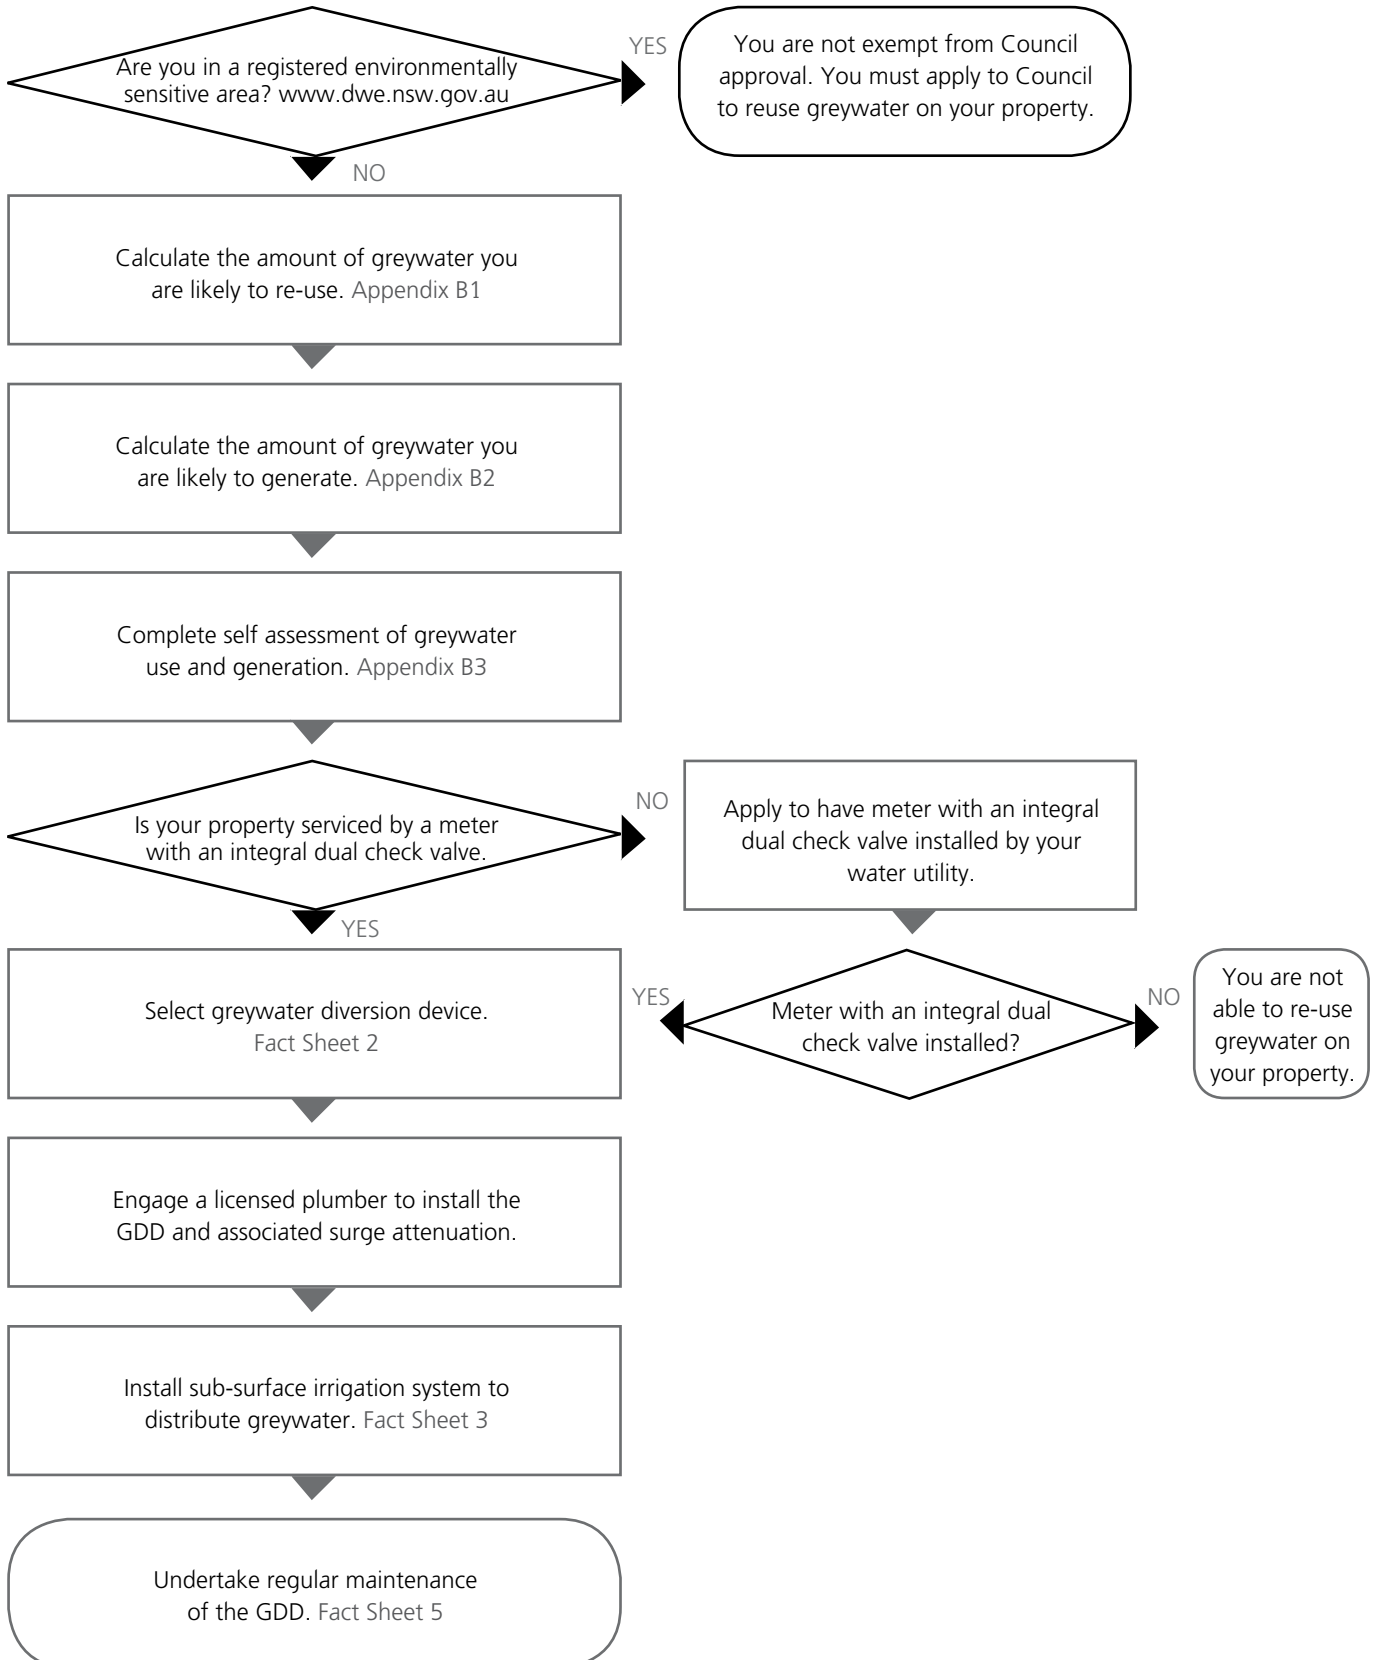 Are you in a registered environmentally
sensitive area? www.dwe.nsw.gov.au
YES
You are not exempt from Council
approval. You must apply to Council
to reuse greywater on your property.
NO
Calculate the amount of greywater you
are likely to re-use. Appendix B1
Calculate the amount of greywater you
are likely to generate. Appendix B2
Complete self assessment of greywater
use and generation. Appendix B3
Is your property serviced by a meter
with an integral dual check valve.
NO
Apply to have meter with an integral
dual check valve installed by your
water utility.
YES
Select greywater diversion device.
Fact Sheet 2
YES
Meter with an integral dual
check valve installed?
NO
You are not
able to re-use
greywater on
your property.
Engage a licensed plumber to install the
GDD and associated surge attenuation.
Install sub-surface irrigation system to
distribute greywater. Fact Sheet 3
Undertake regular maintenance
of the GDD. Fact Sheet 5